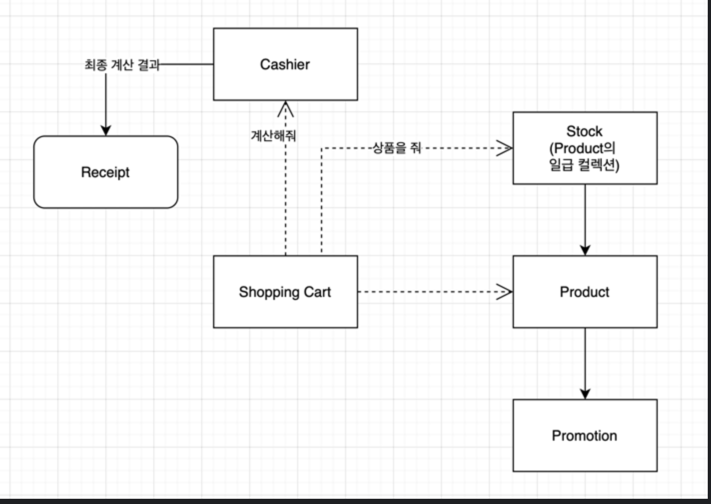 Cashier
최종 계산 결과
계산해줘
Stock
(Product의
일급 컬렉션)
상품을 줘
Receipt
Shopping Cart
Product
Promotion